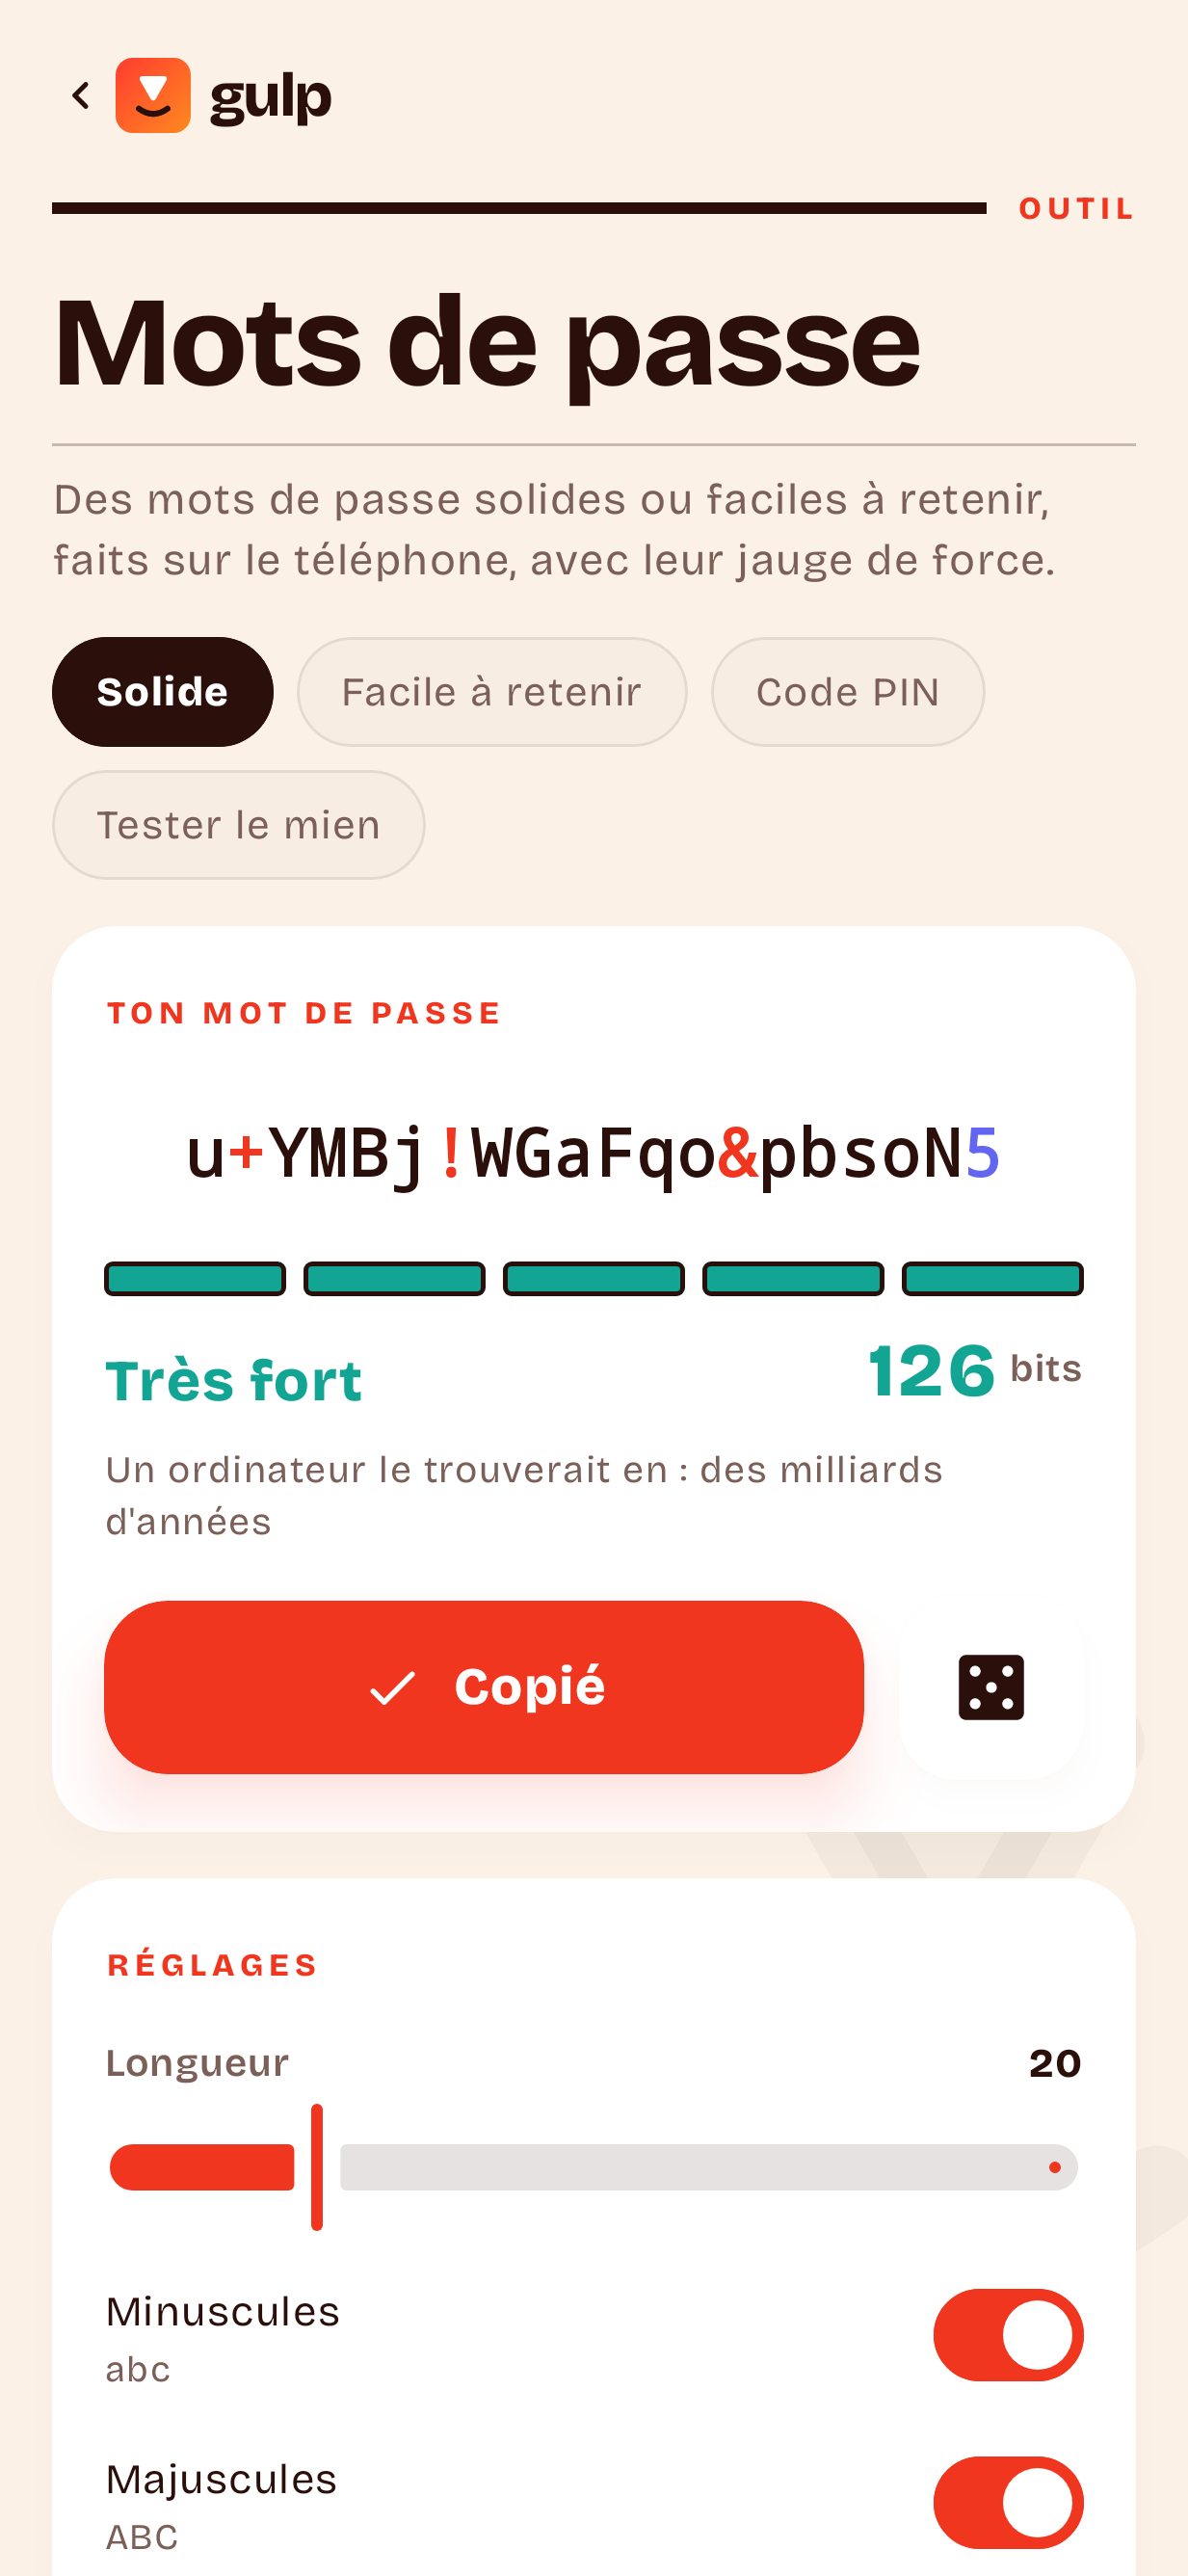 gulp
OUTIL
Mots de passe
Des mots de passe solides ou faciles à retenir,
faits sur le téléphone, avec leur jauge de force.
Solide
Facile à retenir
Code PIN
Tester le mien
TON MOT DE PASSE
u+YMBj!WGaFqo&pbsoN5
Très fort
126 bits
Un ordinateur le trouverait en : des milliards
d'années
Copié
RÉGLAGES
Longueur
20
Minuscules
abc
Majuscules
ABC